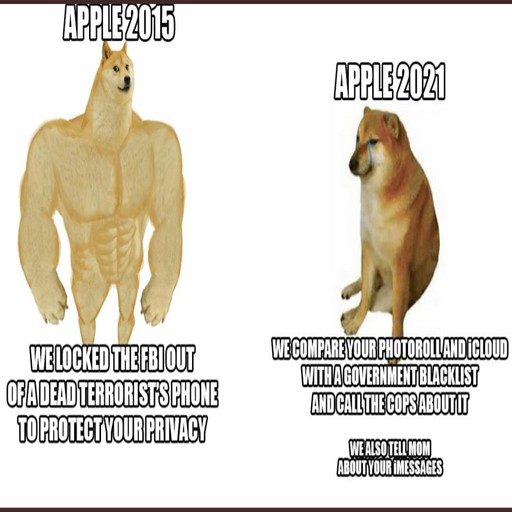 APPLE 2015
APPLE 2021
WE LOCKED THE FBI OUT
OF A DEAD TERRORIST'S PHONE
TO PROTECT YOUR PRIVACY
WE COMPARE YOUR PHOTOROLL AND iCLOUD
WITH A GOVERNMENT BLACKLIST
AND CALL THE COPS ABOUT IT
WE ALSO TELL MOM
ABOUT YOUR iMESSAGES